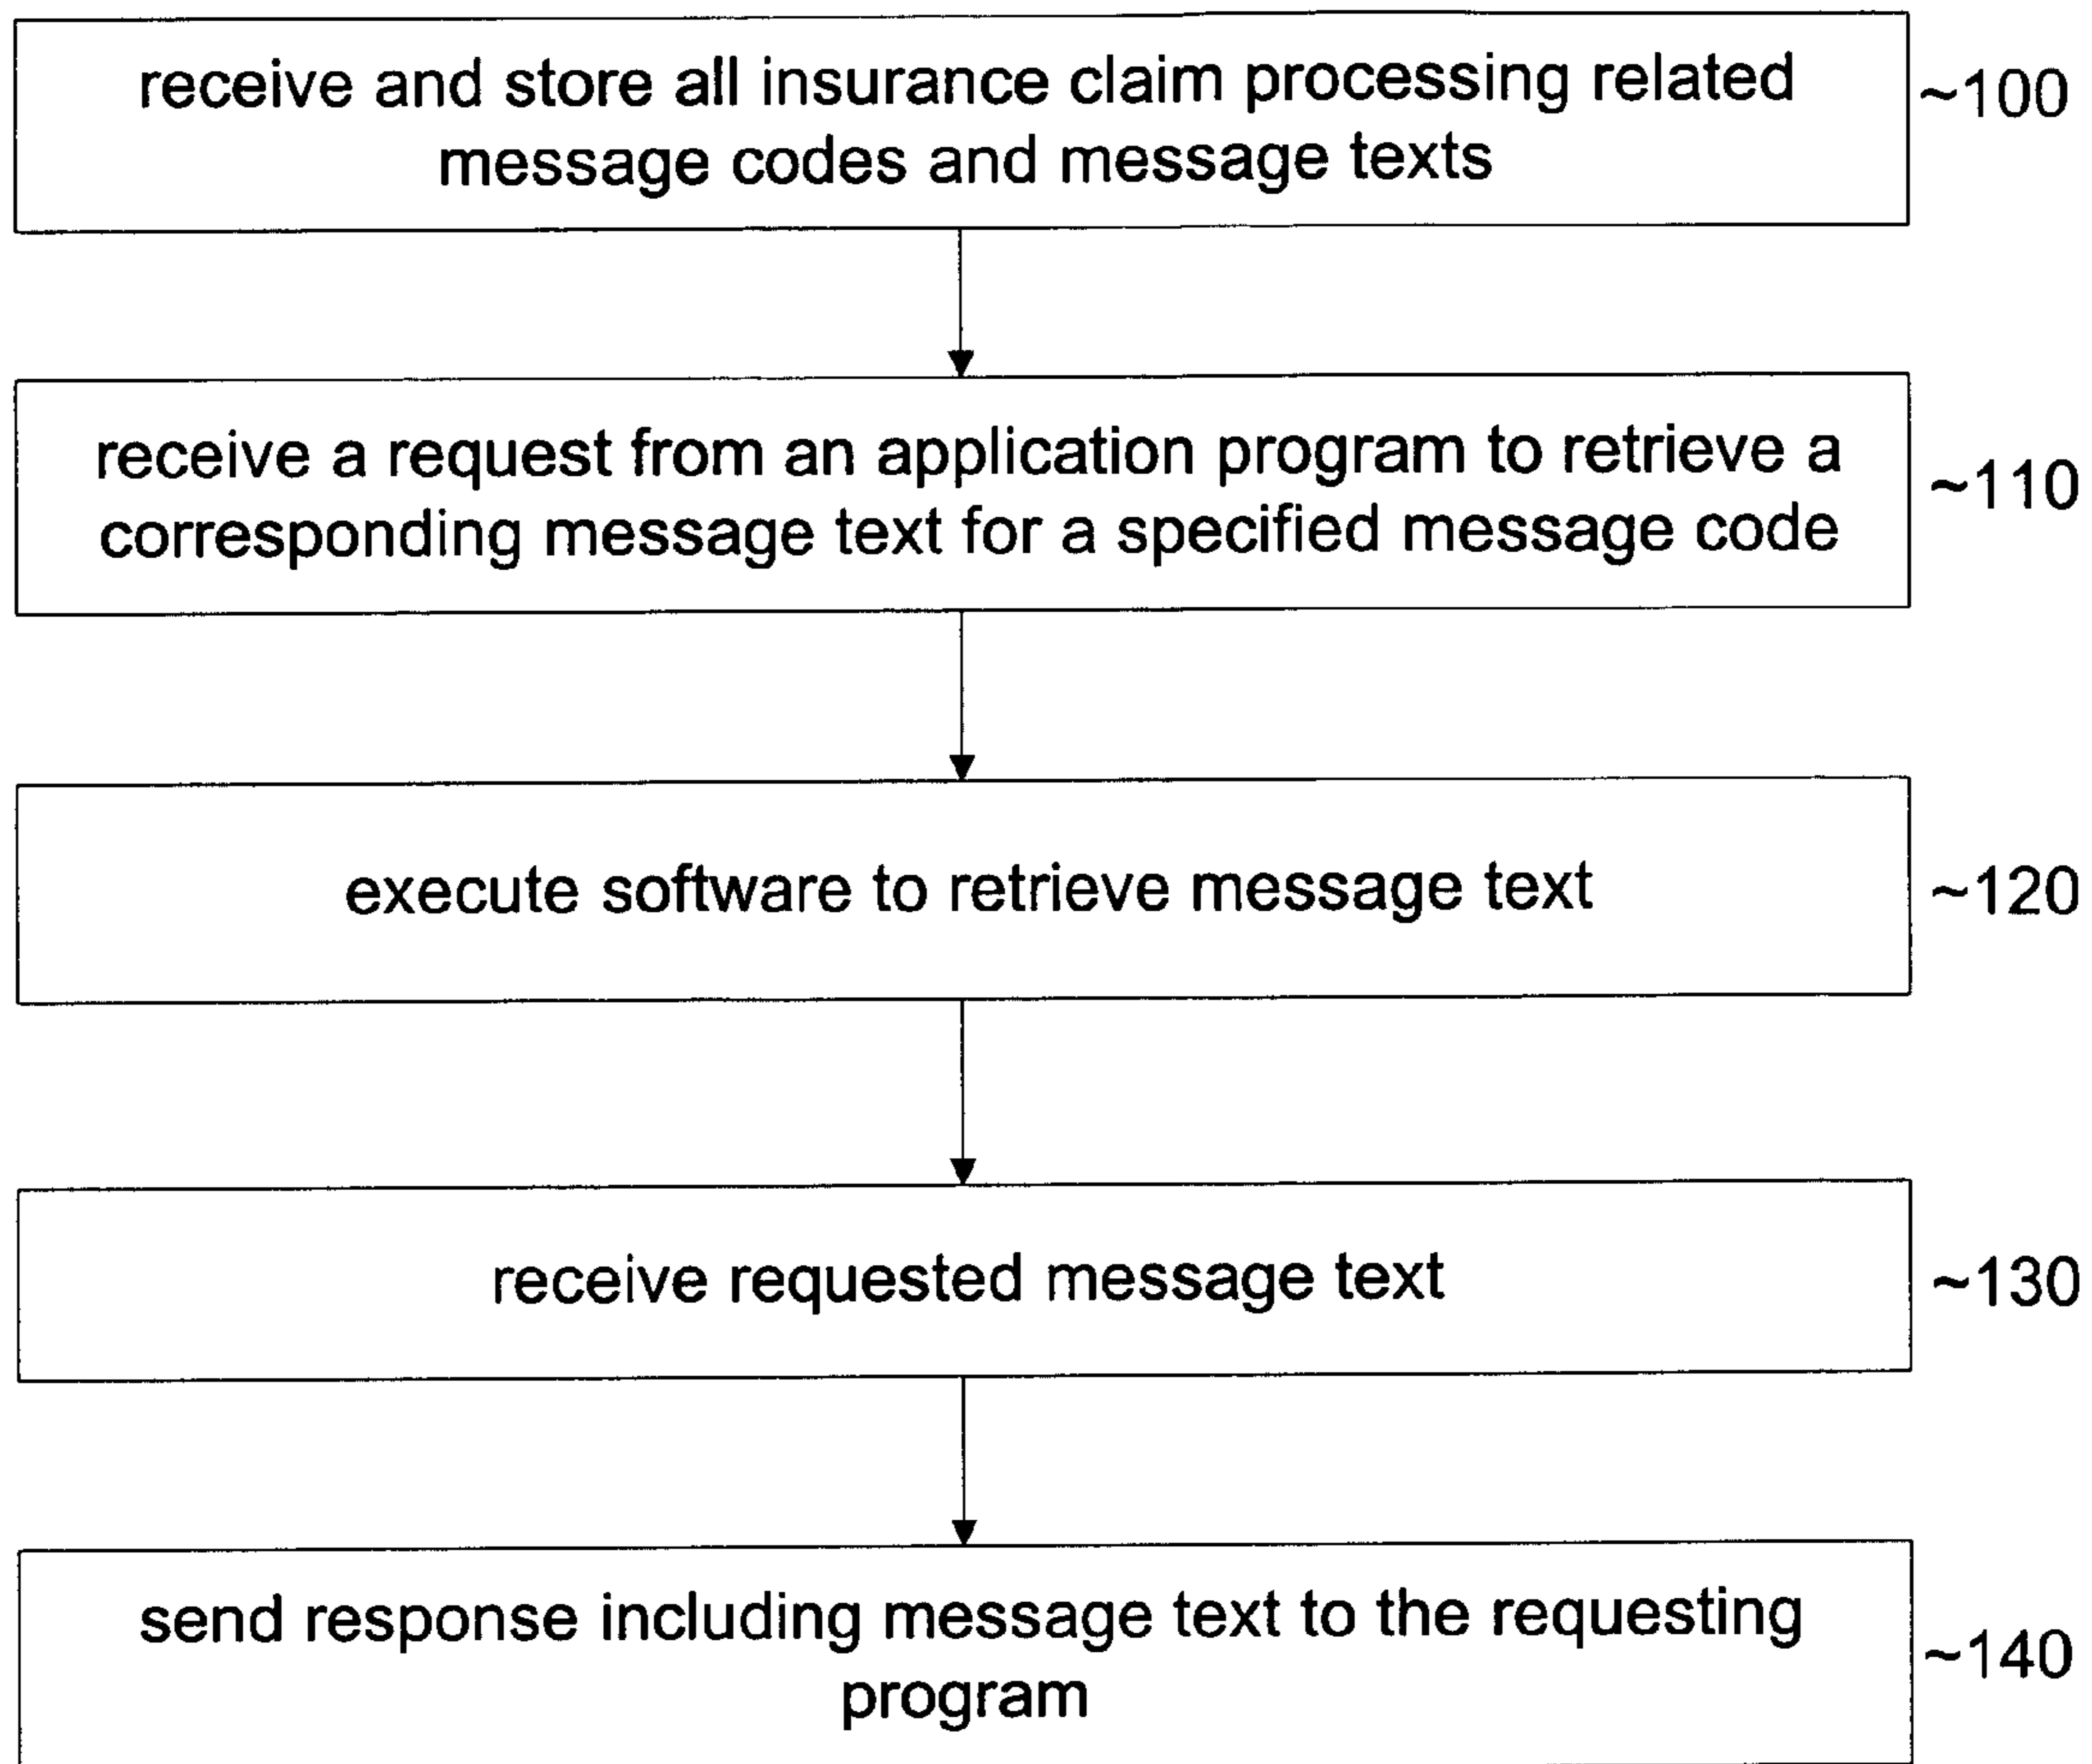 receive and store all insurance claim processing related
message codes and message texts
~100
receive a request from an application program to retrieve a
corresponding message text for a specified message code
~110
execute software to retrieve message text
~120
receive requested message text
~130
send response including message text to the requesting
program
~140